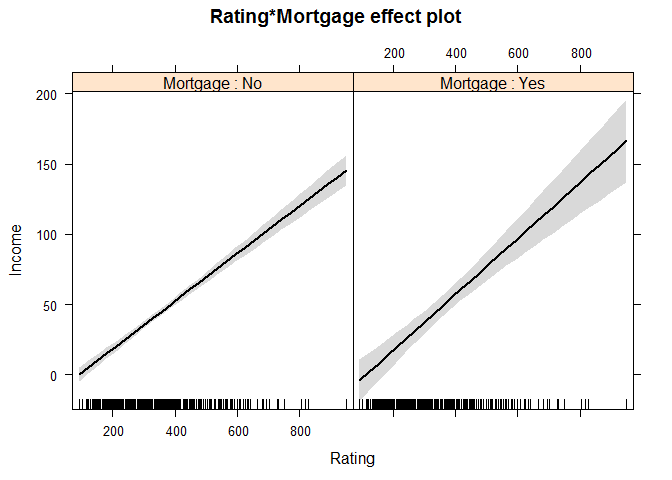 Rating*Mortgage effect plot
200 400 600 800
Mortgage : No Mortgage : Yes
200
150
100
50
0
Income
200 400 600 800
Rating